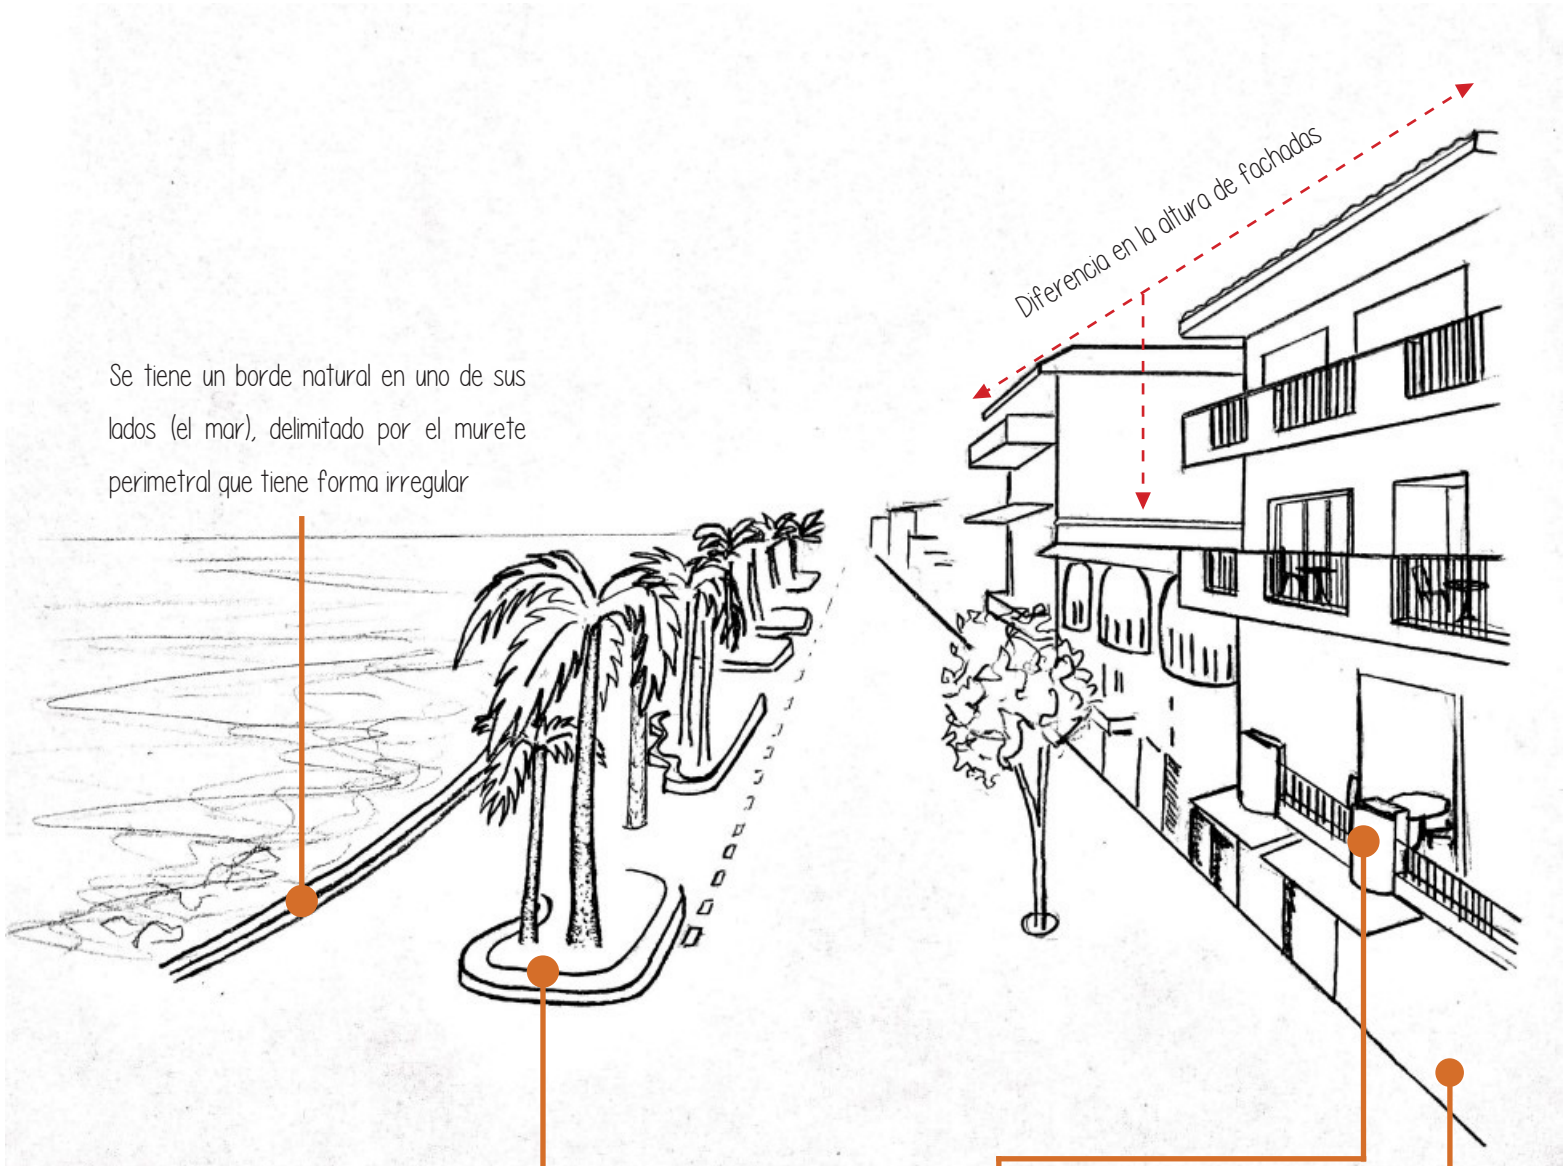 Diferencia en la altura de fachadas
Se tiene un borde natural en uno de sus
lados (el mar), delimitado por el murete
perimetral que tiene forma irregular